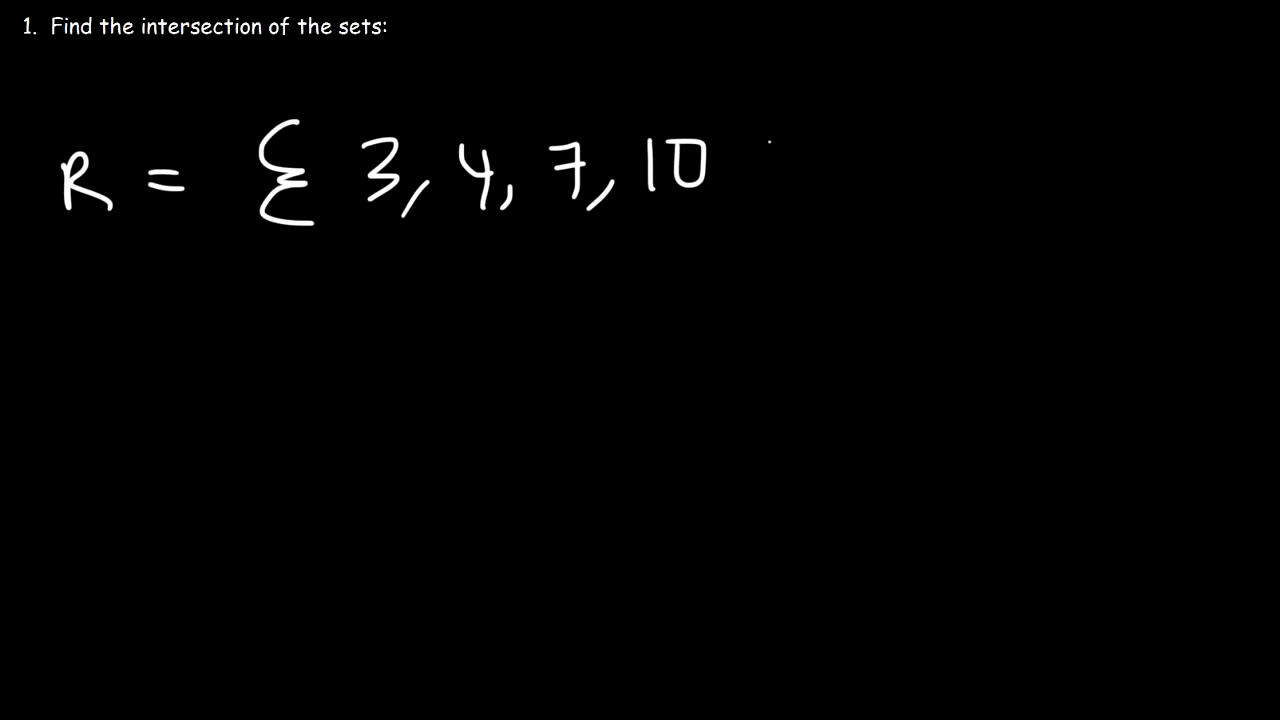 1. Find the intersection of the sets:
R = { 3, 4, 7, 10